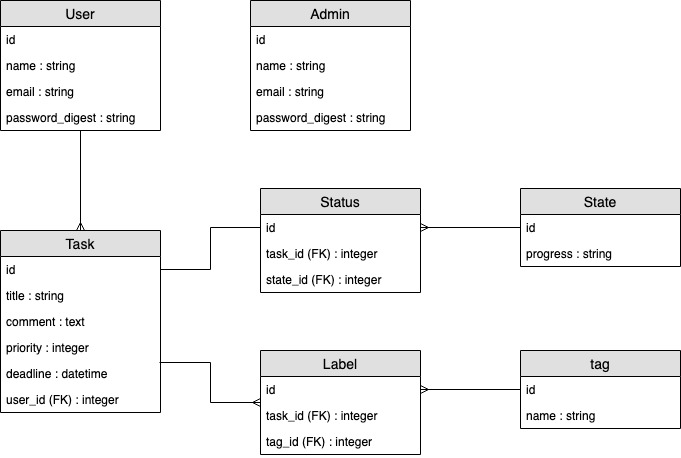 User
id
name : string
email : string
password_digest : string
Admin
id
name : string
email : string
password_digest : string
Task
id
title : string
comment : text
priority : integer
deadline : datetime
user_id (FK) : integer
Status
id
task_id (FK) : integer
state_id (FK) : integer
State
id
progress : string
Label
id
task_id (FK) : integer
tag_id (FK) : integer
tag
id
name : string